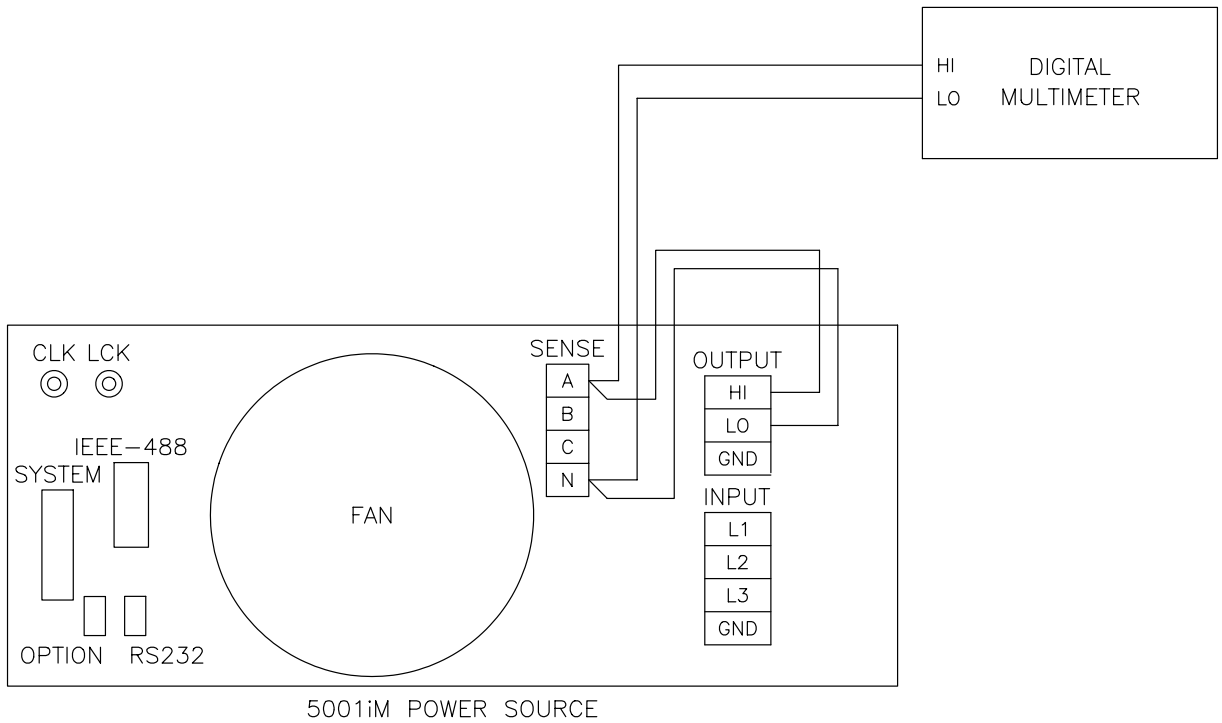 HI
DIGITAL
LO
MULTIMETER
CLK LCK
SENSE
A
B
C
N
OUTPUT
HI
LO
GND
INPUT
L1
L2
L3
GND
IEEE-488
SYSTEM
FAN
OPTION
RS232
5001iM POWER SOURCE